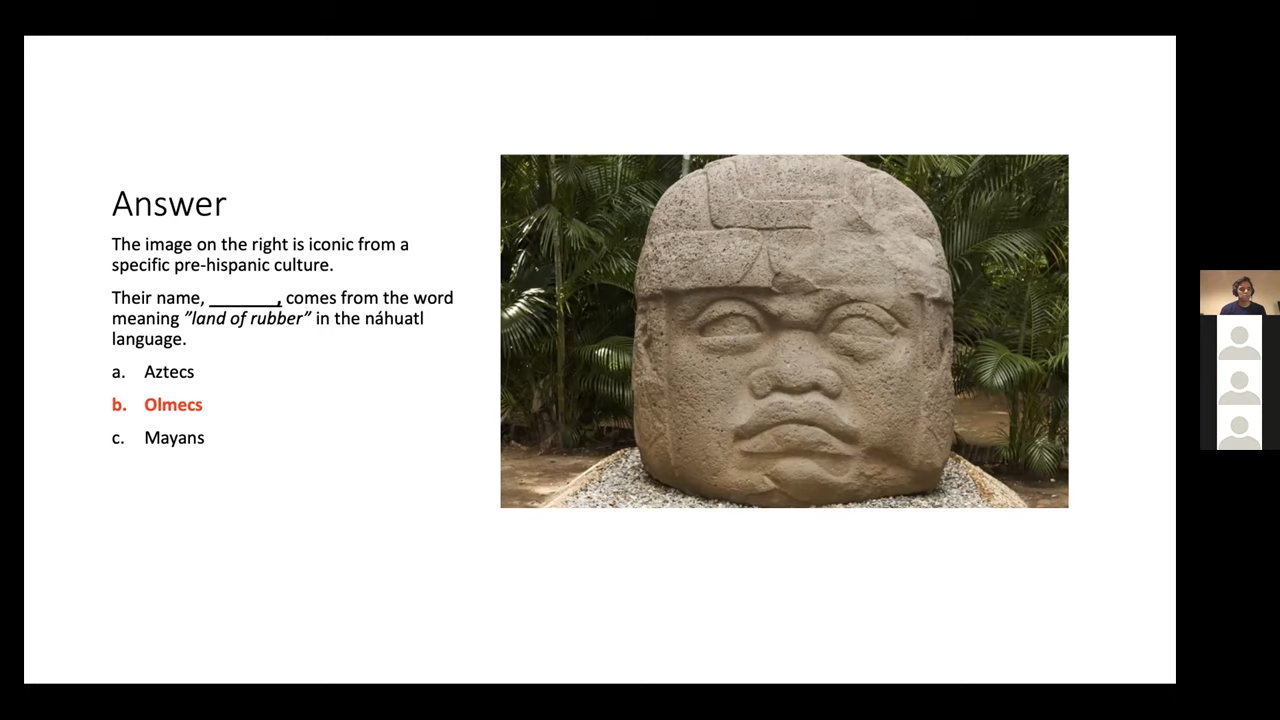 Answer
The image on the right is iconic from a
specific pre-hispanic culture.
Their name, _______, comes from the word
meaning ”land of rubber” in the náhuatl
language.
a. Aztecs
b. Olmecs
c. Mayans